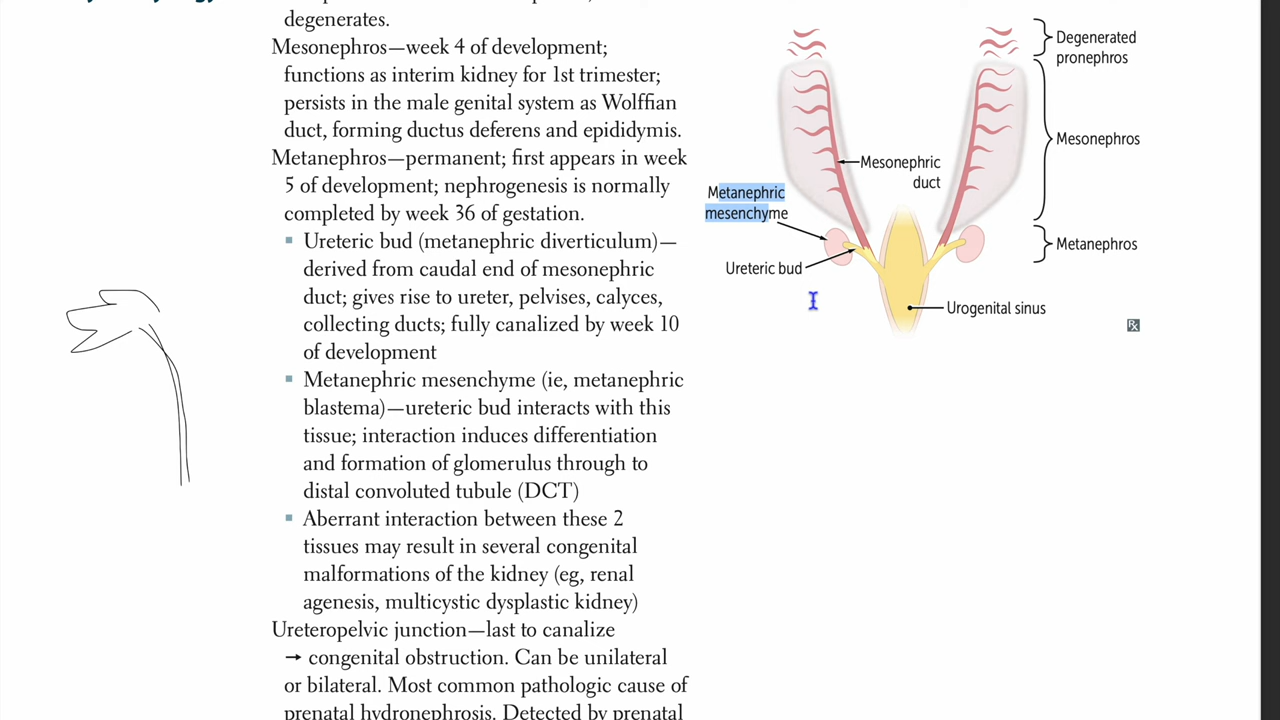 degenerates.
Mesonephros—week 4 of development;
functions as interim kidney for 1st trimester;
persists in the male genital system as Wolffian
duct, forming ductus deferens and epididymis.
Metanephros—permanent; first appears in week
5 of development; nephrogenesis is normally
completed by week 36 of gestation.
▪ Ureteric bud (metanephric diverticulum)—
derived from caudal end of mesonephric
duct; gives rise to ureter, pelvises, calyces,
collecting ducts; fully canalized by week 10
of development
▪ Metanephric mesenchyme (ie, metanephric
blastema)—ureteric bud interacts with this
tissue; interaction induces differentiation
and formation of glomerulus through to
distal convoluted tubule (DCT)
▪ Aberrant interaction between these 2
tissues may result in several congenital
malformations of the kidney (eg, renal
agenesis, multicystic dysplastic kidney)
Ureteropelvic junction—last to canalize
→ congenital obstruction. Can be unilateral
or bilateral. Most common pathologic cause of
prenatal hydronephrosis. Detected by prenatal
Degenerated
pronephros
Mesonephros
Mesonephric
duct
Metanephric
mesenchyme
Metanephros
Ureteric bud
Urogenital sinus
℞